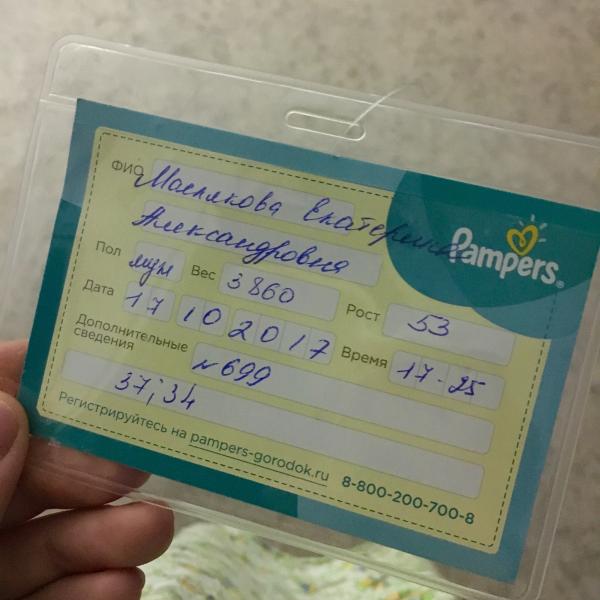 ФИО Маслакова Екатерина
Александровна
Pampers®
Пол муж Вес 3860 Рост 53
Дата 17 10 2017 Время 17-25
Дополнительные сведения №699
37; 34
Регистрируйтесь на pampers-gorodok.ru 8-800-200-700-8